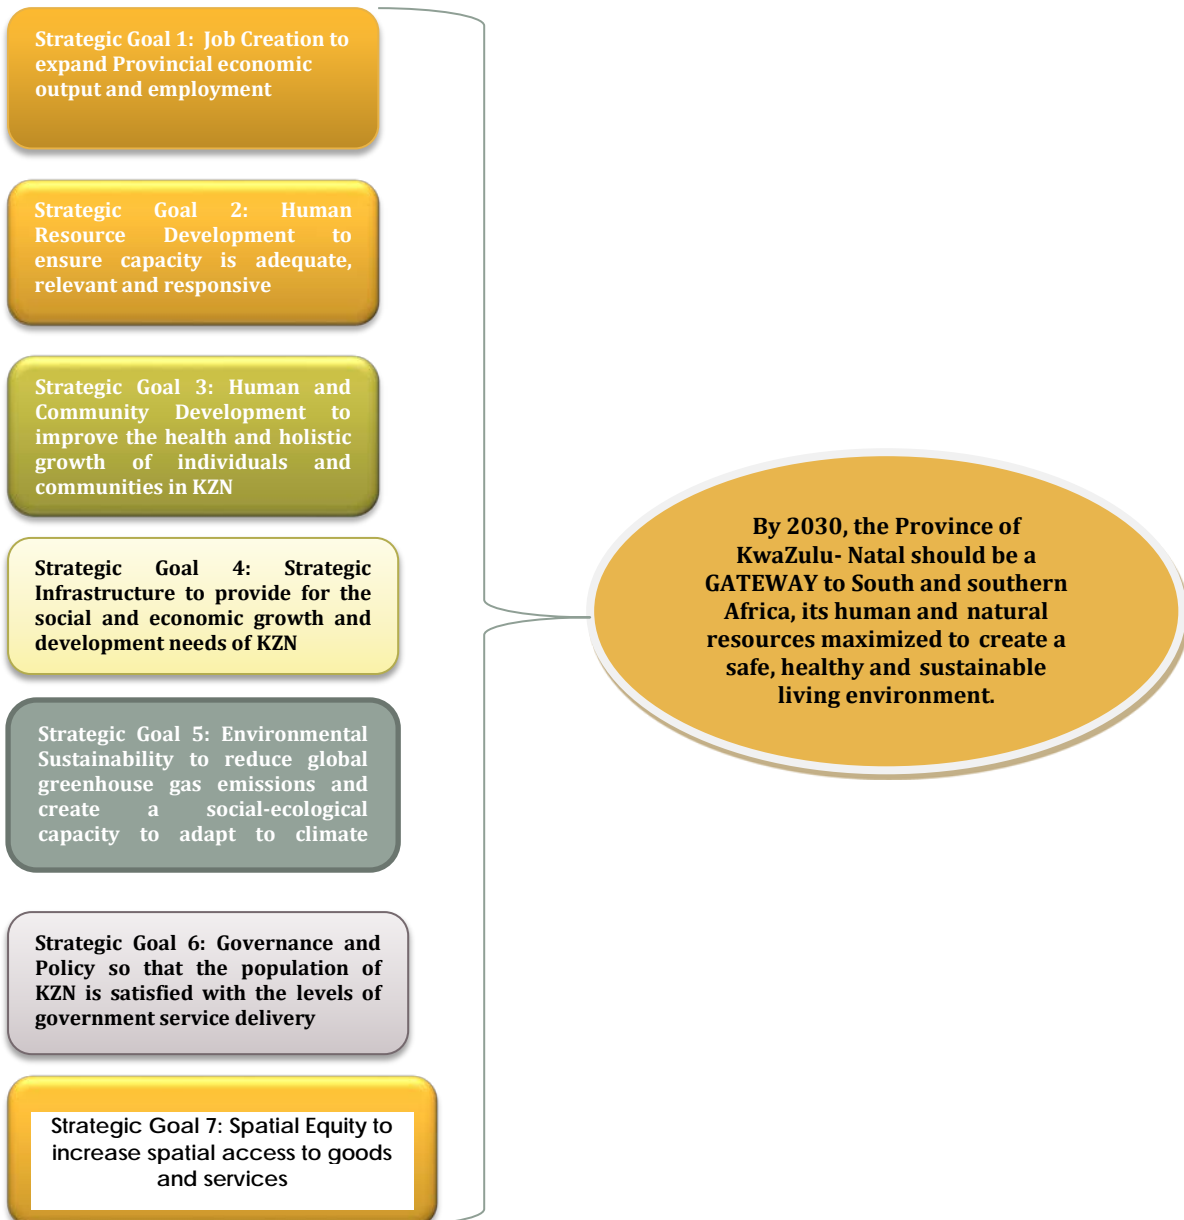 Strategic Goal 1: Job Creation to
expand Provincial economic
output and employment
Strategic Goal 2: Human
Resource Development to
ensure capacity is adequate,
relevant and responsive
Strategic Goal 3: Human and
Community Development to
improve the health and holistic
growth of individuals and
communities in KZN
Strategic Goal 4: Strategic
Infrastructure to provide for the
social and economic growth and
development needs of KZN
Strategic Goal 5: Environmental
Sustainability to reduce global
greenhouse gas emissions and
create a social-ecological
capacity to adapt to climate
Strategic Goal 6: Governance and
Policy so that the population of
KZN is satisfied with the levels of
government service delivery
Strategic Goal 7: Spatial Equity to
increase spatial access to goods
and services
By 2030, the Province of
KwaZulu- Natal should be a
GATEWAY to South and southern
Africa, its human and natural
resources maximized to create a
safe, healthy and sustainable
living environment.